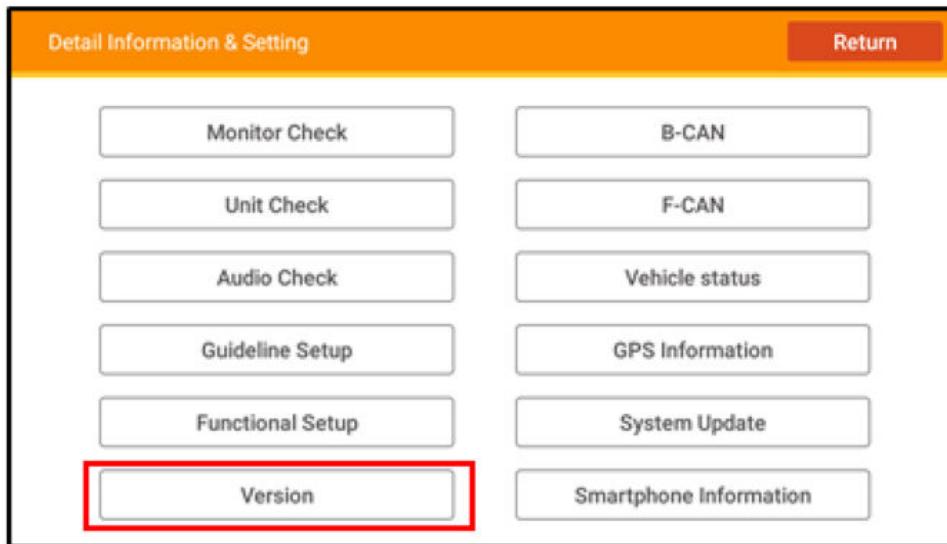 Detail Information & Setting
Return
Monitor Check
B-CAN
Unit Check
F-CAN
Audio Check
Vehicle status
Guideline Setup
GPS Information
Functional Setup
System Update
Version
Smartphone Information